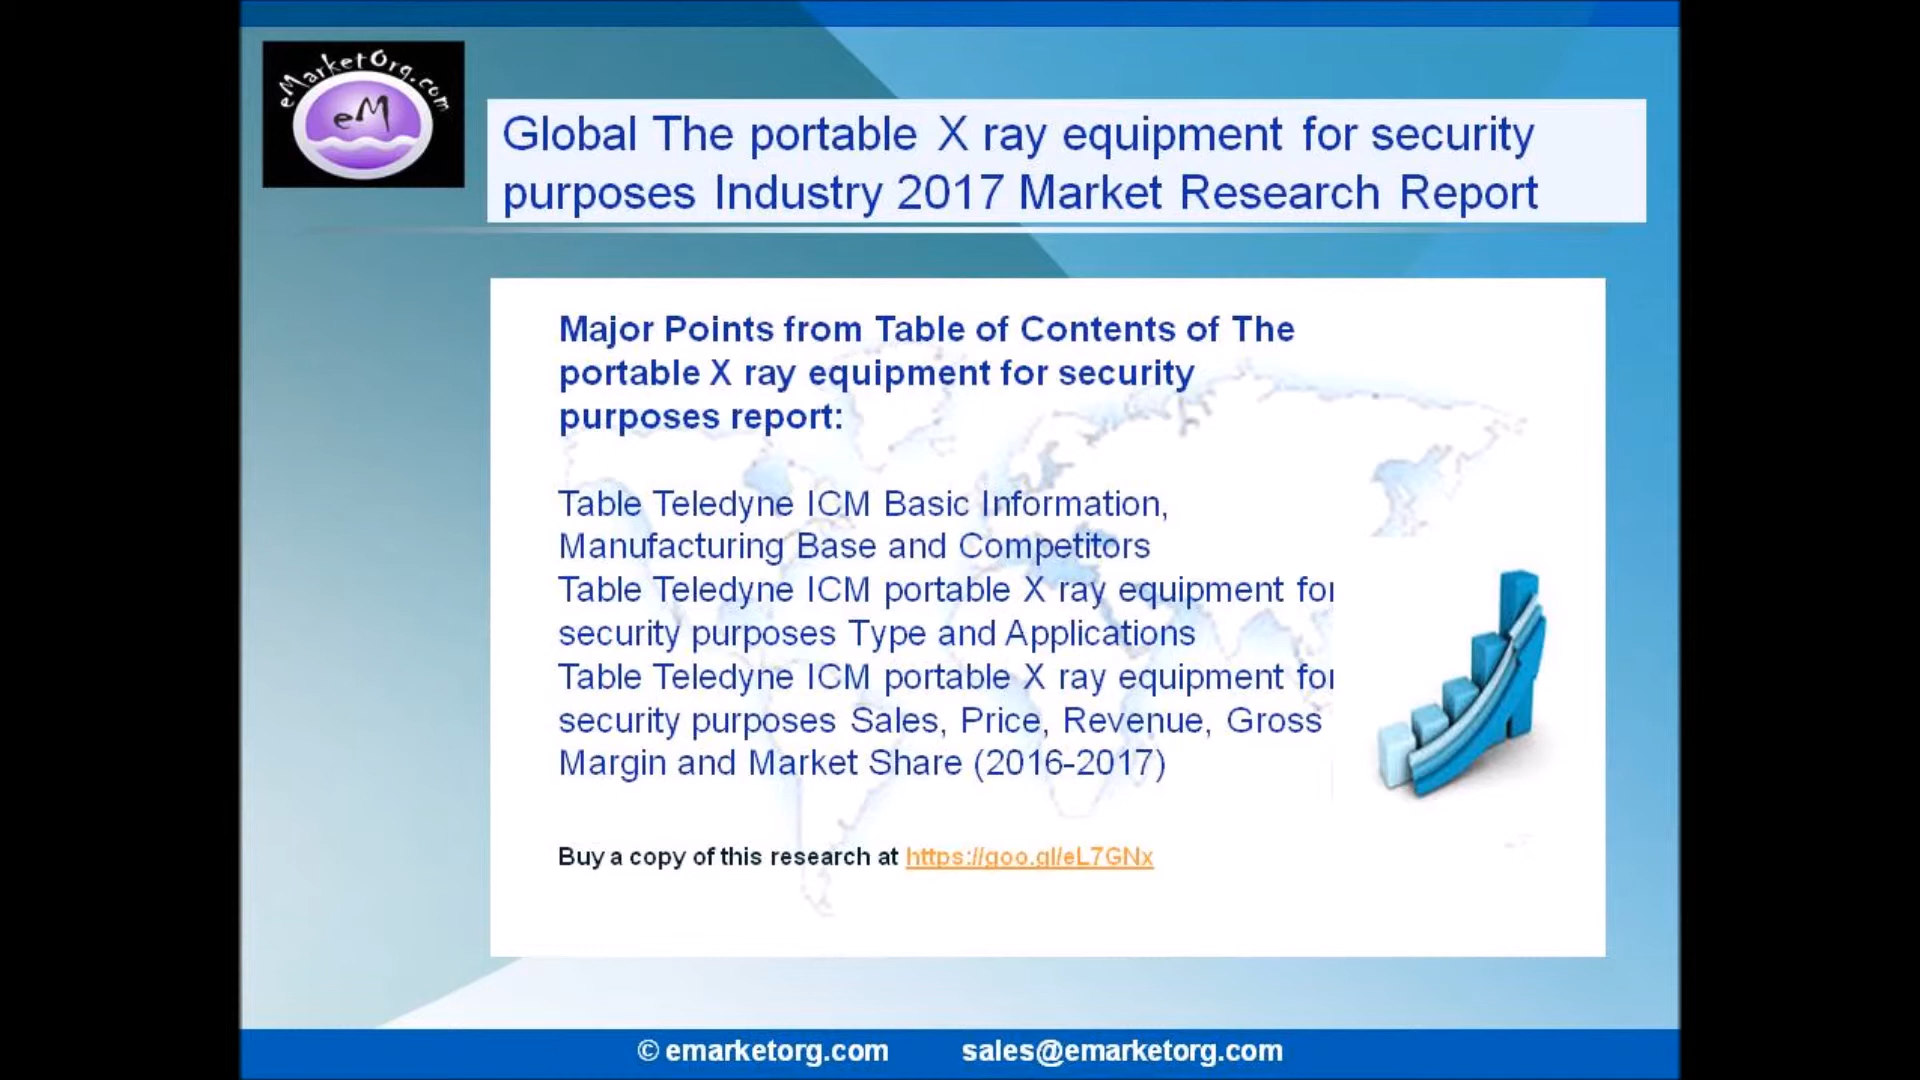 eMarketOrg.com
eM
Global The portable X ray equipment for security
purposes Industry 2017 Market Research Report
Major Points from Table of Contents of The
portable X ray equipment for security
purposes report:
Table Teledyne ICM Basic Information,
Manufacturing Base and Competitors
Table Teledyne ICM portable X ray equipment for
security purposes Type and Applications
Table Teledyne ICM portable X ray equipment for
security purposes Sales, Price, Revenue, Gross
Margin and Market Share (2016-2017)
Buy a copy of this research at https://goo.gl/eL7GNx
© emarketorg.com sales@emarketorg.com